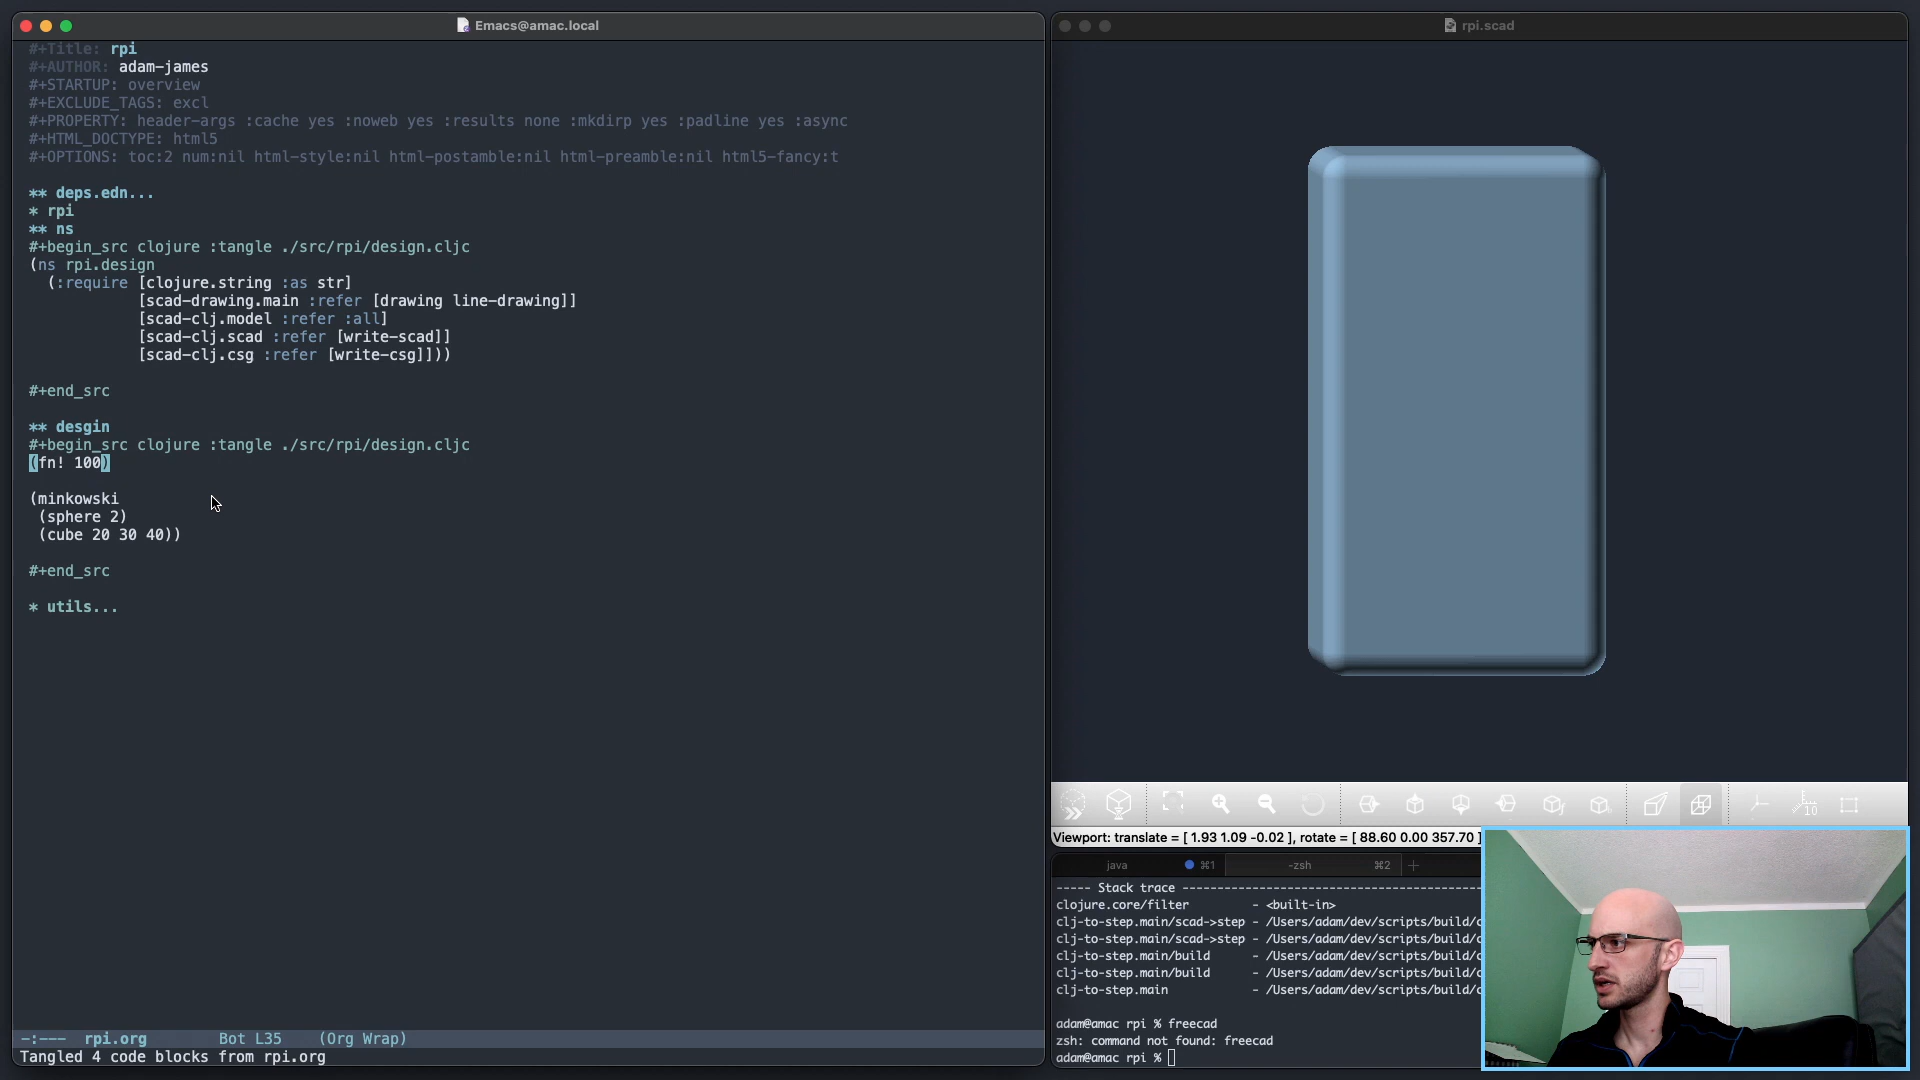 Emacs@amac.local
#+Title: rpi
#+AUTHOR: adam-james
#+STARTUP: overview
#+EXCLUDE_TAGS: excl
#+PROPERTY: header-args :cache yes :noweb yes :results none :mkdirp yes :padline yes :async
#+HTML_DOCTYPE: html5
#+OPTIONS: toc:2 num:nil html-style:nil html-postamble:nil html-preamble:nil html5-fancy:t
** deps.edn...
* rpi
** ns
#+begin_src clojure :tangle ./src/rpi/design.cljc
(ns rpi.design
(:require [clojure.string :as str]
[scad-drawing.main :refer [drawing line-drawing]]
[scad-clj.model :refer :all]
[scad-clj.scad :refer [write-scad]]
[scad-clj.csg :refer [write-csg]]))
#+end_src
** desgin
#+begin_src clojure :tangle ./src/rpi/design.cljc
(fn! 100)
(minkowski
(sphere 2)
(cube 20 30 40))
#+end_src
* utils...
-:--- rpi.org Bot L35 (Org Wrap)
Tangled 4 code blocks from rpi.org
rpi.scad
10
Viewport: translate = [ 1.93 1.09 -0.02 ], rotate = [ 88.60 0.00 357.70 ]
java ⌘1 -zsh ⌘2 +
----- Stack trace -----------------------------------
clojure.core/filter - <built-in>
clj-to-step.main/scad->step - /Users/adam/dev/scripts/build/c
clj-to-step.main/scad->step - /Users/adam/dev/scripts/build/c
clj-to-step.main/build - /Users/adam/dev/scripts/build/c
clj-to-step.main/build - /Users/adam/dev/scripts/build/c
clj-to-step.main - /Users/adam/dev/scripts/build/c
adam@amac rpi % freecad
zsh: command not found: freecad
adam@amac rpi %